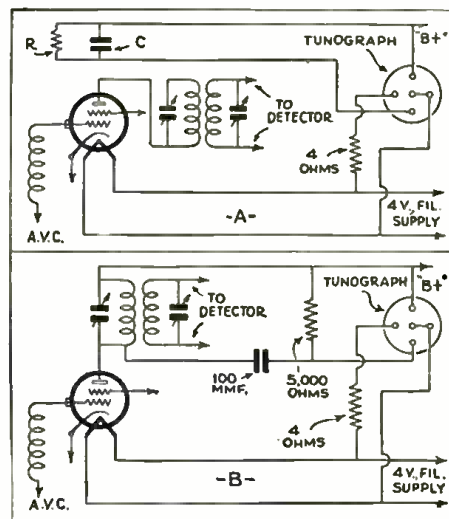 R
C
TUNOGRAPH
"B+"
TO
DETECTOR
4
OHMS
-A-
4 V. FIL.
SUPPLY
A.V.C.
TO
DETECTOR
TUNOGRAPH
"B+"
100
MMF.
5,000
OHMS
4
OHMS
-B-
4 V. FIL.
SUPPLY
A.V.C.